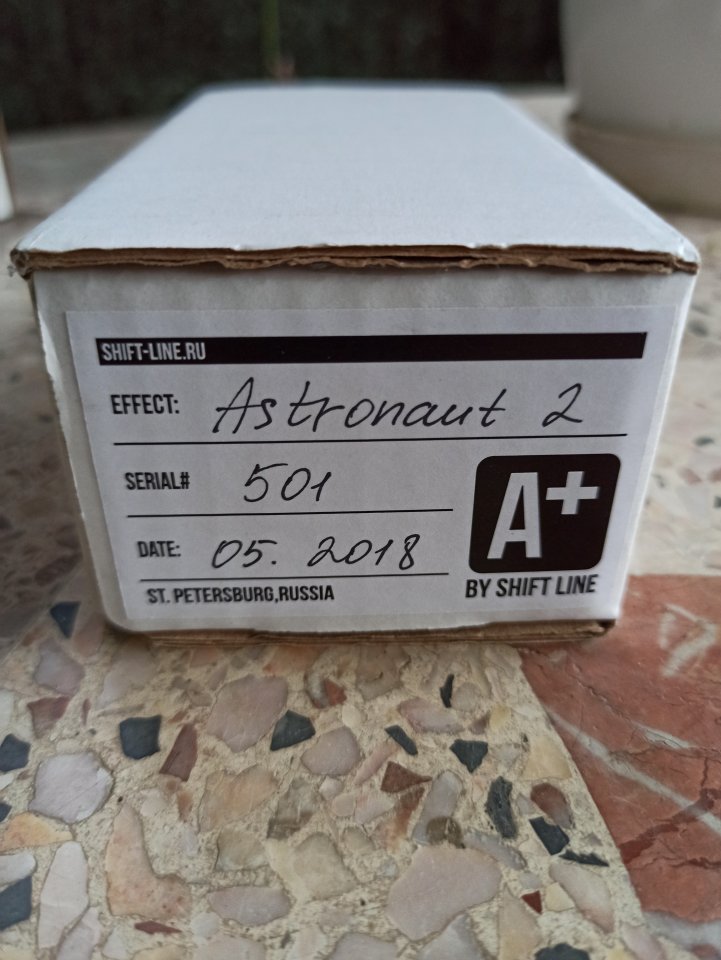 SHIFT-LINE.RU
EFFECT: Astronaut 2
SERIAL# 501
DATE: 05. 2018
ST. PETERSBURG,RUSSIA
A+
BY SHIFT LINE